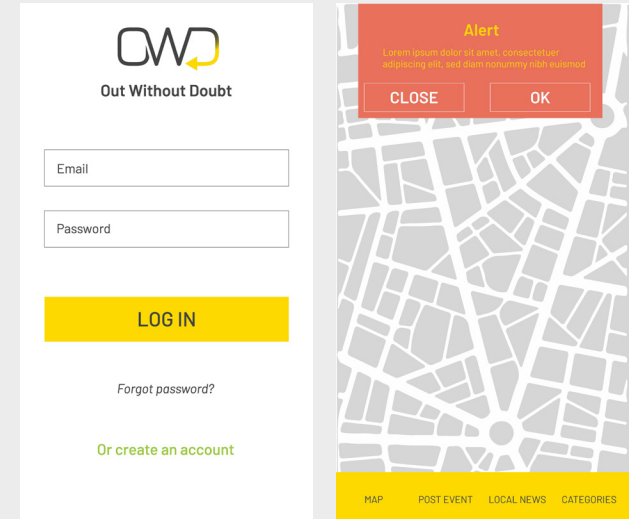 OWD
Out Without Doubt
Email
Password
LOG IN
Forgot password?
Or create an account
Alert
Lorem ipsum dolor sit amet, consectetuer
adipiscing elit, sed diam nonummy nibh euismod
CLOSE OK
MAP POST EVENT LOCAL NEWS CATEGORIES